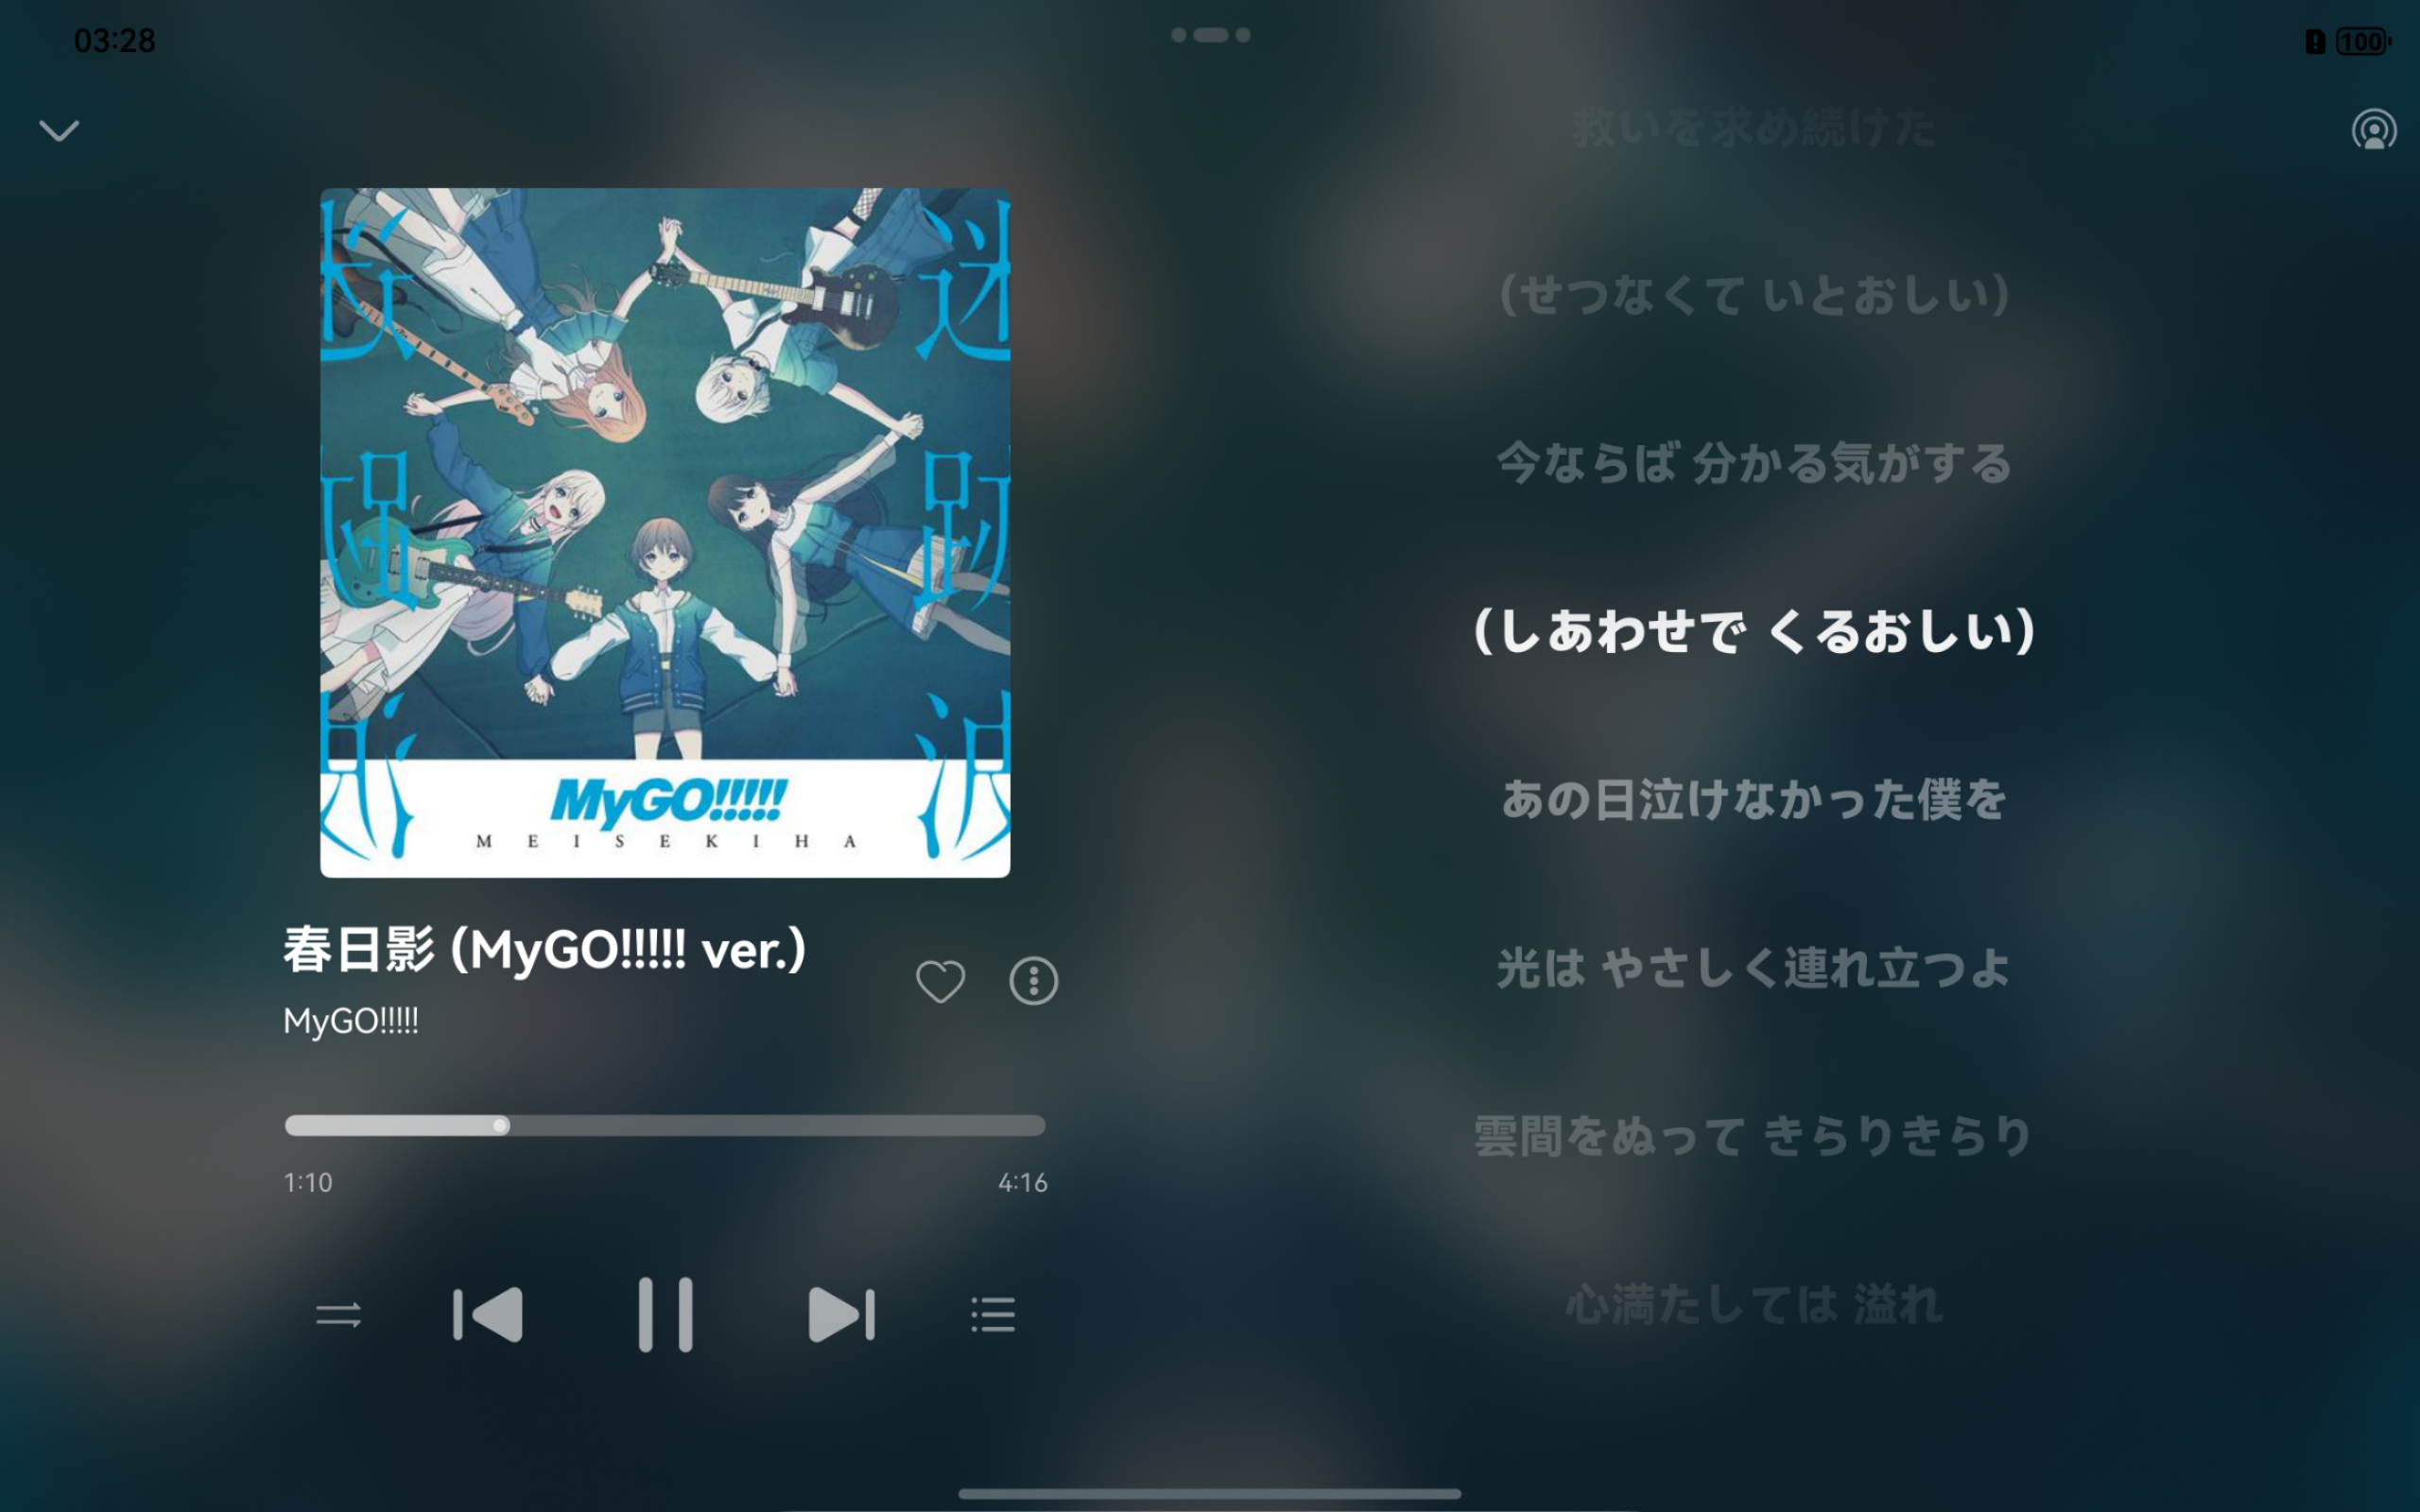 03:28
100
迷跡波
MyGO!!!!!
MEISEKIHA
春日影 (MyGO!!!!! ver.)
MyGO!!!!!
1:10
4:16
救いを求め続けた
（せつなくて いとおしい）
今ならば 分かる気がする
（しあわせで くるおしい）
あの日泣けなかった僕を
光は やさしく連れ立つよ
雲間をぬって きらりきらり
心満たしては 溢れ